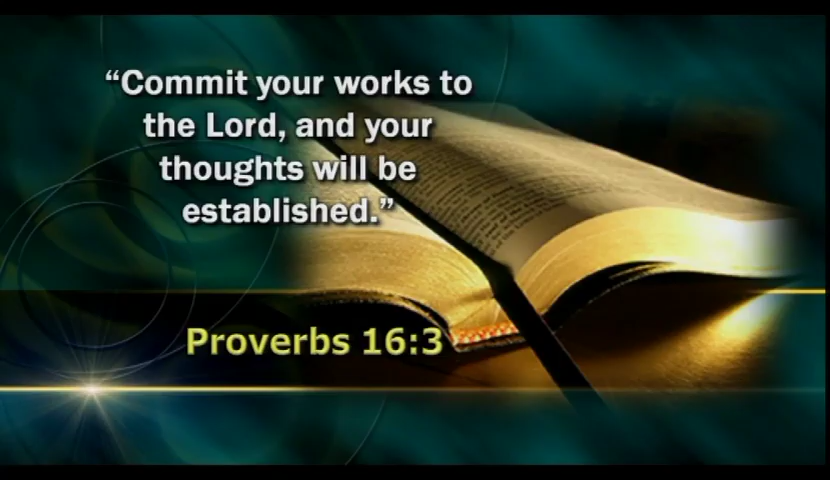 “Commit your works to
the Lord, and your
thoughts will be
established.”
Proverbs 16:3